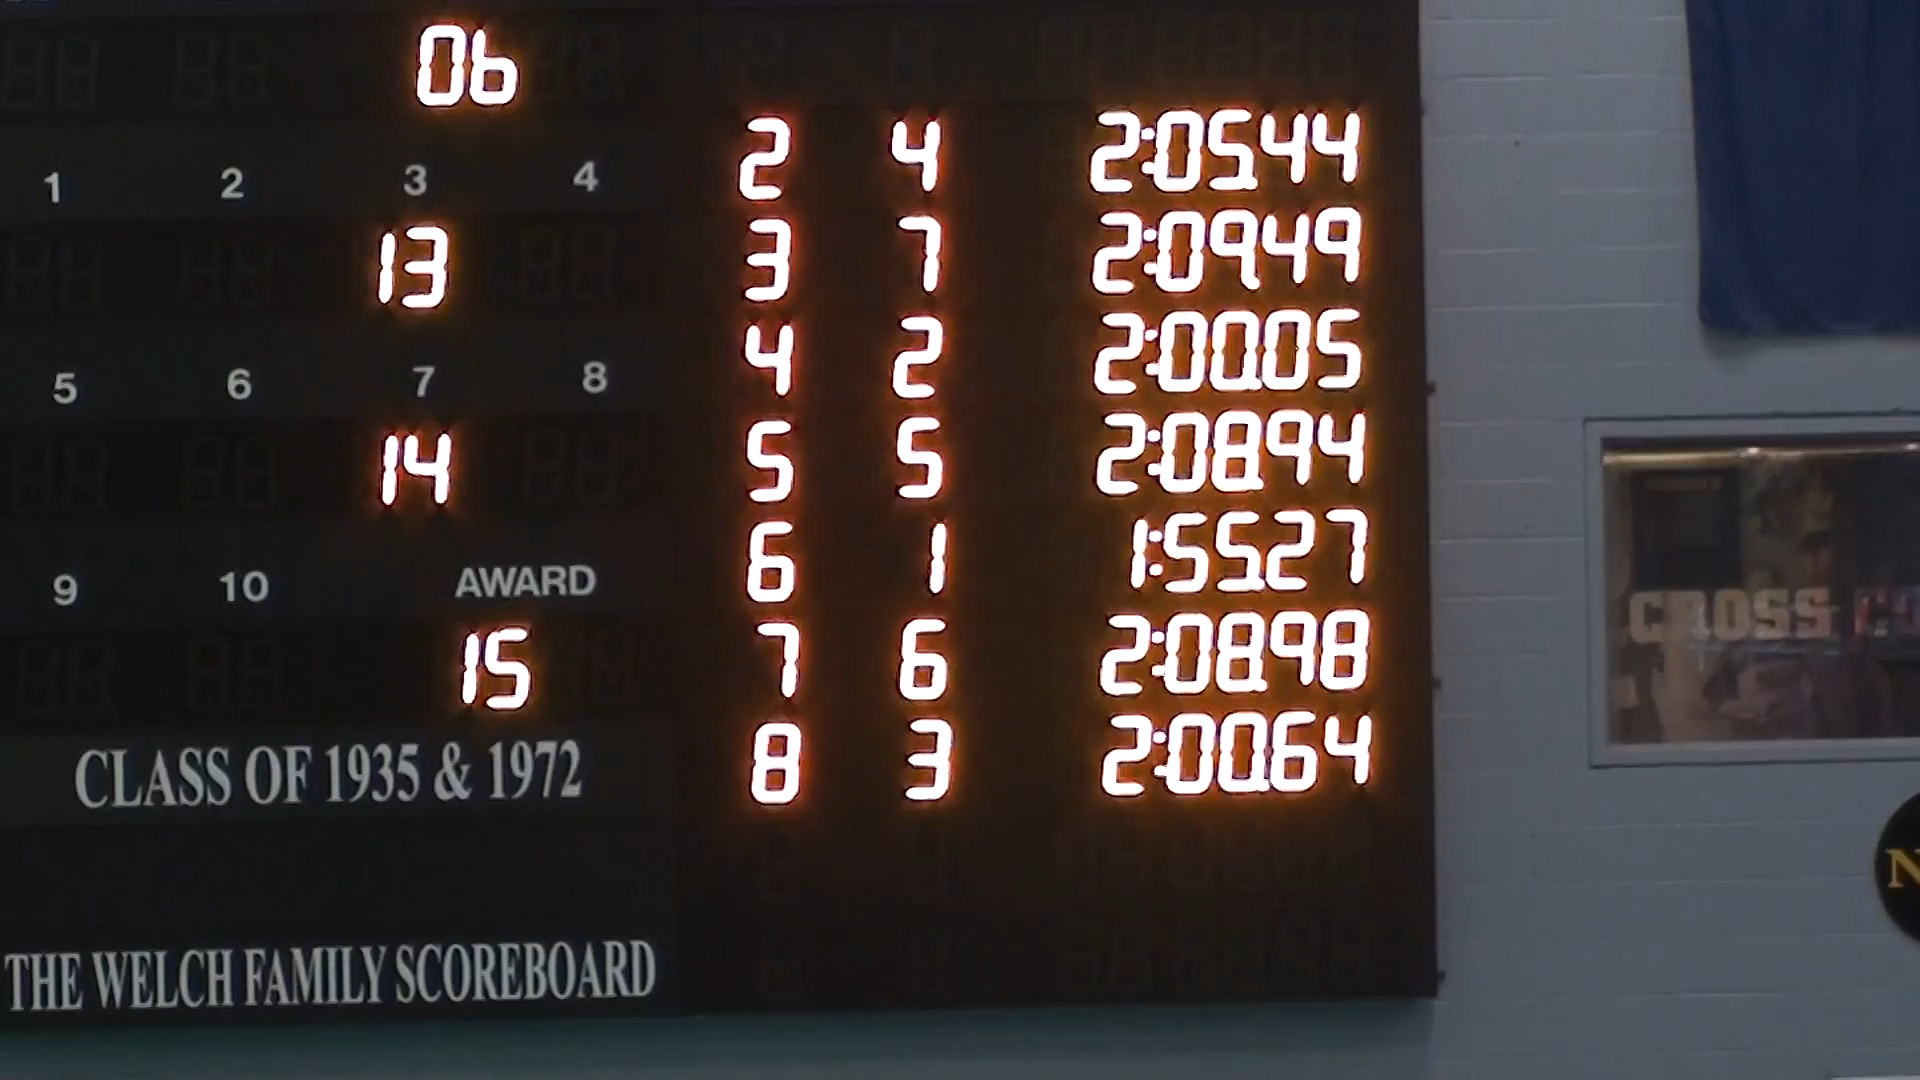 06
2 4 2:05.44
1 2 3 4
13
3 7 2:09.49
4 2 2:00.05
5 6 7 8
14
5 5 2:08.94
6 1 1:55.27
9 10 AWARD
15
7 6 2:08.98
8 3 2:00.64
CLASS OF 1935 & 1972
THE WELCH FAMILY SCOREBOARD
CROSS
N